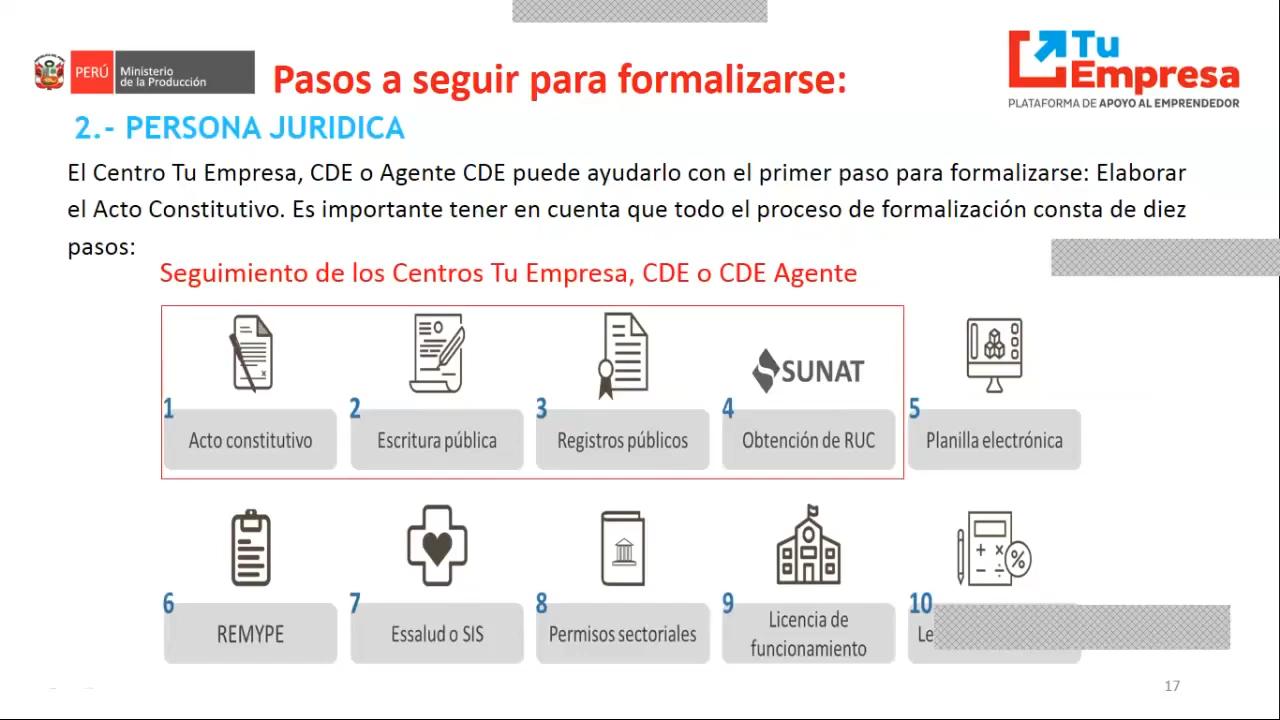 PERÚ
Ministerio
de la Producción
Pasos a seguir para formalizarse:
Tu
Empresa
PLATAFORMA DE APOYO AL EMPRENDEDOR
2.- PERSONA JURIDICA
El Centro Tu Empresa, CDE o Agente CDE puede ayudarlo con el primer paso para formalizarse: Elaborar
el Acto Constitutivo. Es importante tener en cuenta que todo el proceso de formalización consta de diez
pasos:
Seguimiento de los Centros Tu Empresa, CDE o CDE Agente
SUNAT
1
Acto constitutivo
2
Escritura pública
3
Registros públicos
4
Obtención de RUC
5
Planilla electrónica
6
REMYPE
7
Essalud o SIS
8
Permisos sectoriales
9
Licencia de
funcionamiento
10
17